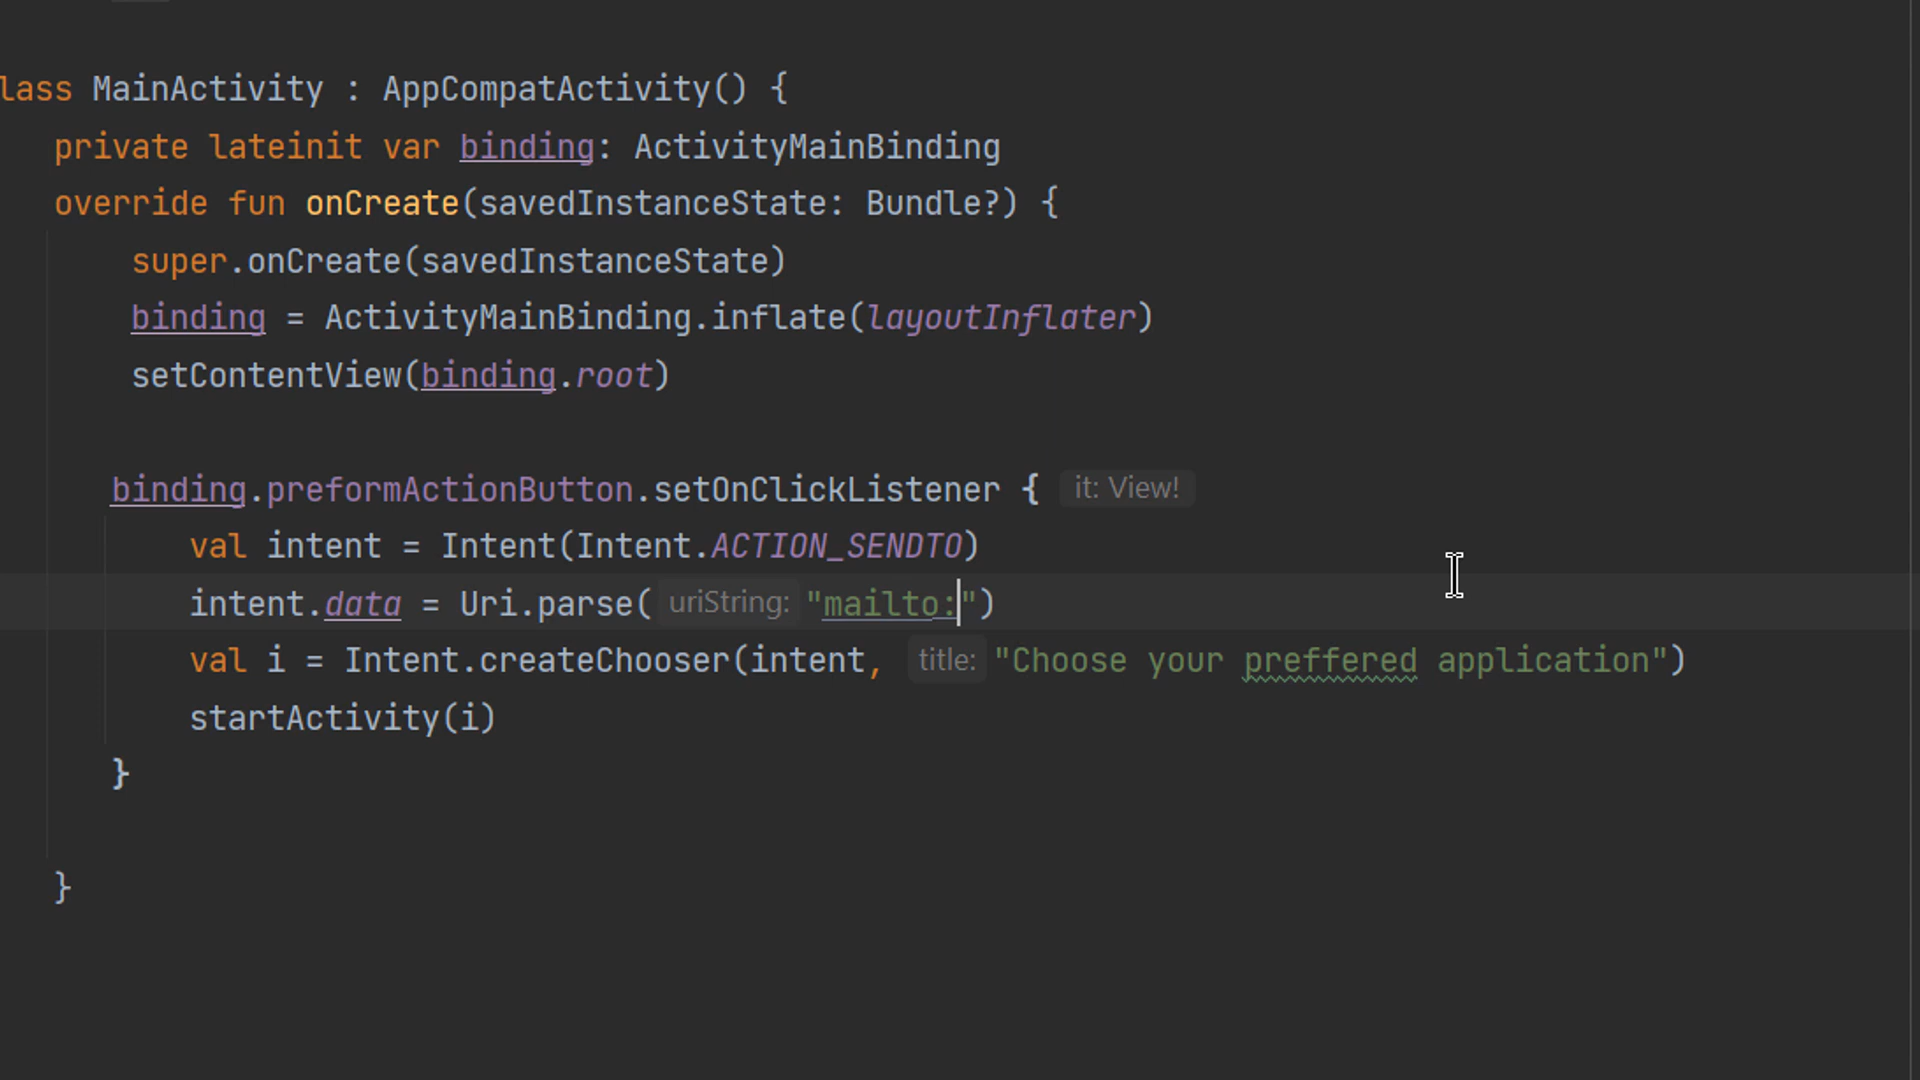 lass MainActivity : AppCompatActivity() {
private lateinit var binding: ActivityMainBinding
override fun onCreate(savedInstanceState: Bundle?) {
super.onCreate(savedInstanceState)
binding = ActivityMainBinding.inflate(layoutInflater)
setContentView(binding.root)
binding.preformActionButton.setOnClickListener { it: View!
val intent = Intent(Intent.ACTION_SENDTO)
intent.data = Uri.parse( uriString: "mailto:")
val i = Intent.createChooser(intent, title: "Choose your preffered application")
startActivity(i)
}
}